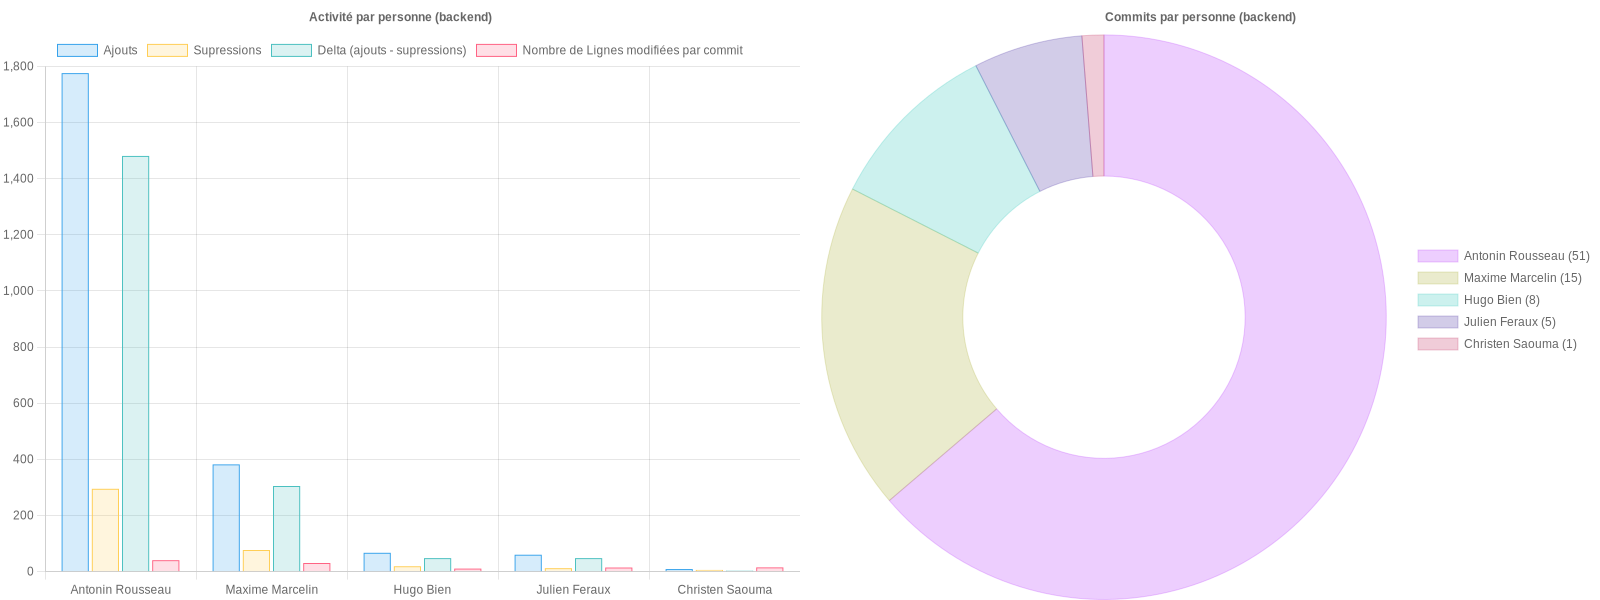 Activité par personne (backend)
Ajouts
Supressions
Delta (ajouts - supressions)
Nombre de Lignes modifiées par commit
1,800
1,600
1,400
1,200
1,000
800
600
400
200
0
Antonin Rousseau
Maxime Marcelin
Hugo Bien
Julien Feraux
Christen Saouma
Commits par personne (backend)
Antonin Rousseau (51)
Maxime Marcelin (15)
Hugo Bien (8)
Julien Feraux (5)
Christen Saouma (1)